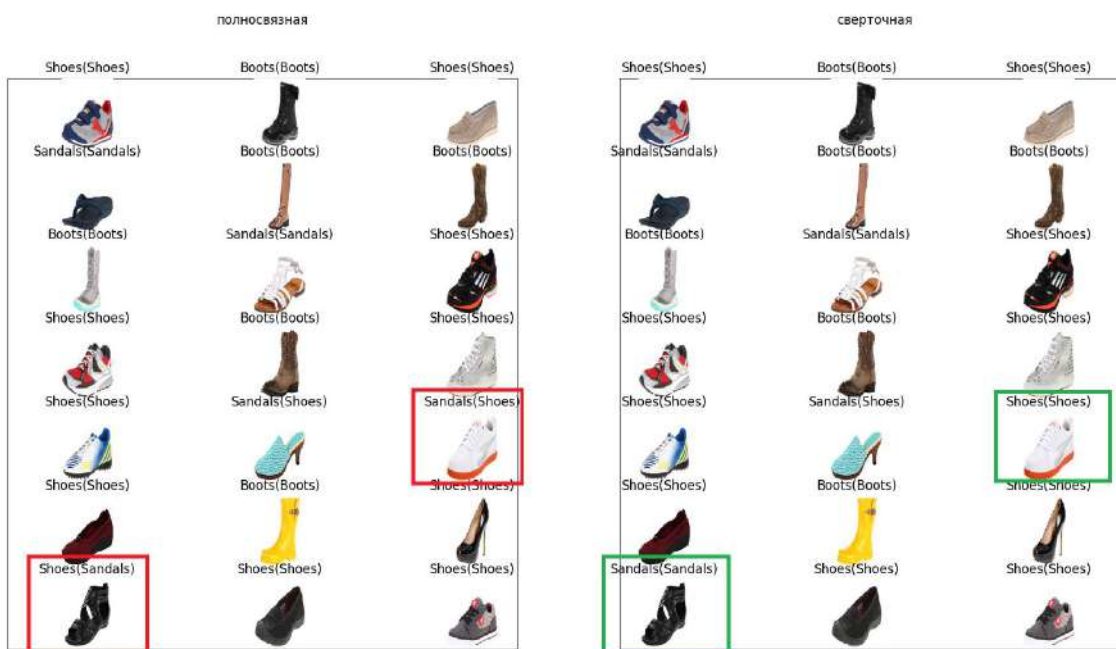 полносвязная
сверточная
Shoes(Shoes) Boots(Boots) Shoes(Shoes)
Shoes(Shoes) Boots(Boots) Shoes(Shoes)
Sandals(Sandals) Boots(Boots) Boots(Boots)
Sandals(Sandals) Boots(Boots) Boots(Boots)
Boots(Boots) Sandals(Sandals) Shoes(Shoes)
Boots(Boots) Sandals(Sandals) Shoes(Shoes)
Shoes(Shoes) Boots(Boots) Shoes(Shoes)
Shoes(Shoes) Boots(Boots) Shoes(Shoes)
Shoes(Shoes) Sandals(Shoes) Sandals(Shoes)
Shoes(Shoes) Sandals(Shoes) Shoes(Shoes)
Shoes(Shoes) Boots(Boots) Shoes(Shoes)
Shoes(Shoes) Boots(Boots) Shoes(Shoes)
Shoes(Sandals) Shoes(Shoes) Shoes(Shoes)
Sandals(Sandals) Shoes(Shoes) Shoes(Shoes)